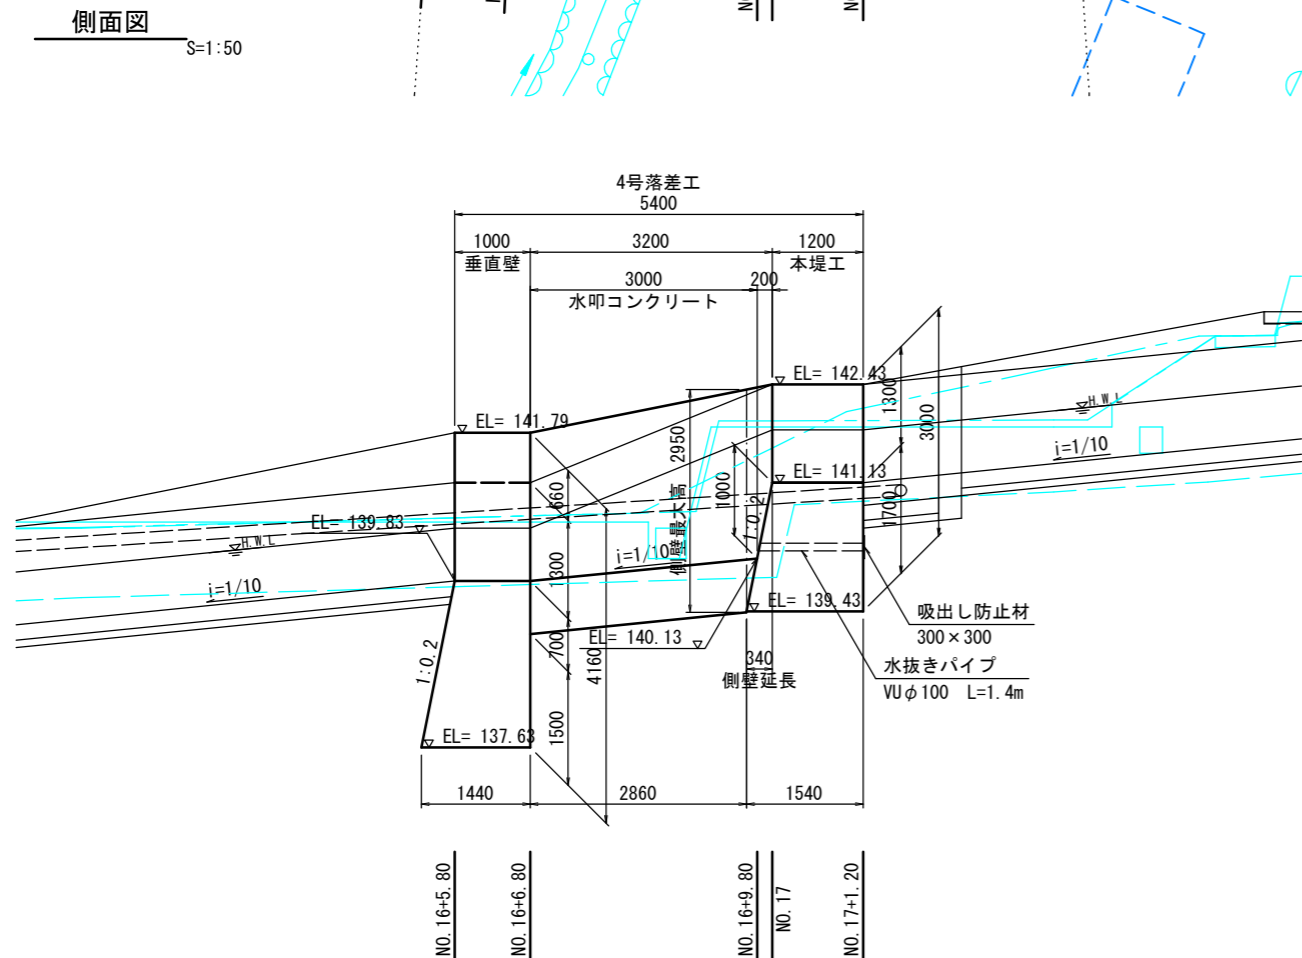 側面図
S=1:50
4号落差工
5400
1000
3200
1200
垂直壁
本堤工
3000
200
水叩コンクリート
EL= 142.43
EL= 141.79
1300
3000
H.W.L
2950
i=1/10
EL= 141.13
660
1000
1:0.2
1700
EL= 139.83
側壁最大高
H.W.L
i=1/10
1300
i=1/10
EL= 139.43
吸出し防止材
300×300
EL= 140.13
700
4160
340
側壁延長
水抜きパイプ
VUφ100 L=1.4m
1:0.2
1500
EL= 137.63
1440
2860
1540
NO.16+5.80
NO.16+6.80
NO.16+9.80
NO.17
NO.17+1.20